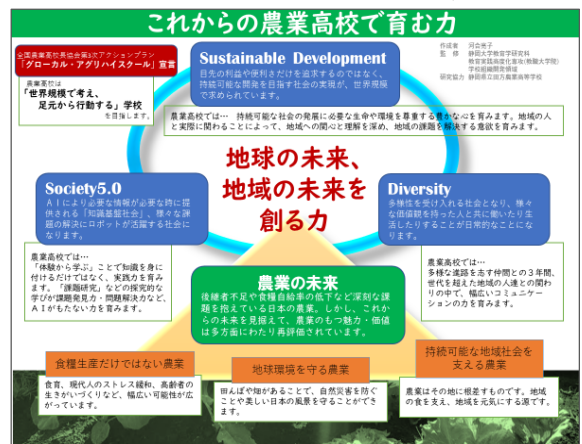 これからの農業高校で育む力
全国農業高校長協会第3次アクションプラン
「グローカル・アグリハイスクール」宣言
農業高校は
「世界規模で考え、
足元から行動する」学校
を目指します。
作成者 河合亮子
監修 静岡大学教育学研究科
教育実践高度化専攻(教職大学院)
学校組織開発領域
研究協力 静岡県立田方農業高等学校
Sustainable Development
目先の利益や便利さだけを追求するのではなく、
持続可能な開発を目指す社会の実現が、世界規模
で求められています。
農業高校では… 持続可能な社会の発展に必要な生命や環境を尊重する豊かな心を育みます。地域の人
と実際に関わることによって、地域への関心と理解を深め、地域の課題を解決する意欲を育みます。
地球の未来、
地域の未来を
創る力
Society5.0
AIにより必要な情報が必要な時に提
供される「知識基盤社会」、様々な課
題の解決にロボットが活躍する社会に
なります。
農業高校では…
「体験から学ぶ」ことで知識を身に
付けるだけではなく、実践力を育み
ます。「課題研究」などの探究的な
学びが課題発見力・問題解決力など、
AIがもたない力を育みます。
Diversity
多様性を受け入れる社会となり、様々
な価値観を持った人と共に働いたり生
活したりすることが日常的なことにな
ります。
農業高校では…
多様な進路を志す仲間との3年間、
世代を超えた地域の人達との関わ
りの中で、幅広いコミュニケーショ
ンの力を育みます。
農業の未来
後継者不足や食糧自給率の低下など深刻な課
題を抱えている日本の農業。しかし、これか
らの未来を見据えて、農業のもつ魅力・価値
は多方面にわたり再評価されています。
食糧生産だけではない農業
食育、現代人のストレス緩和、高齢者の
生きがいづくりなど、幅広い可能性が広
がっています。
地球環境を守る農業
田んぼや畑があることで、自然災害を防ぐ
ことや美しい日本の風景を守ることができ
ます。
持続可能な地域社会を
支える農業
農業はその地に根差すものです。地域
の食を支え、地域を元気にする源です。